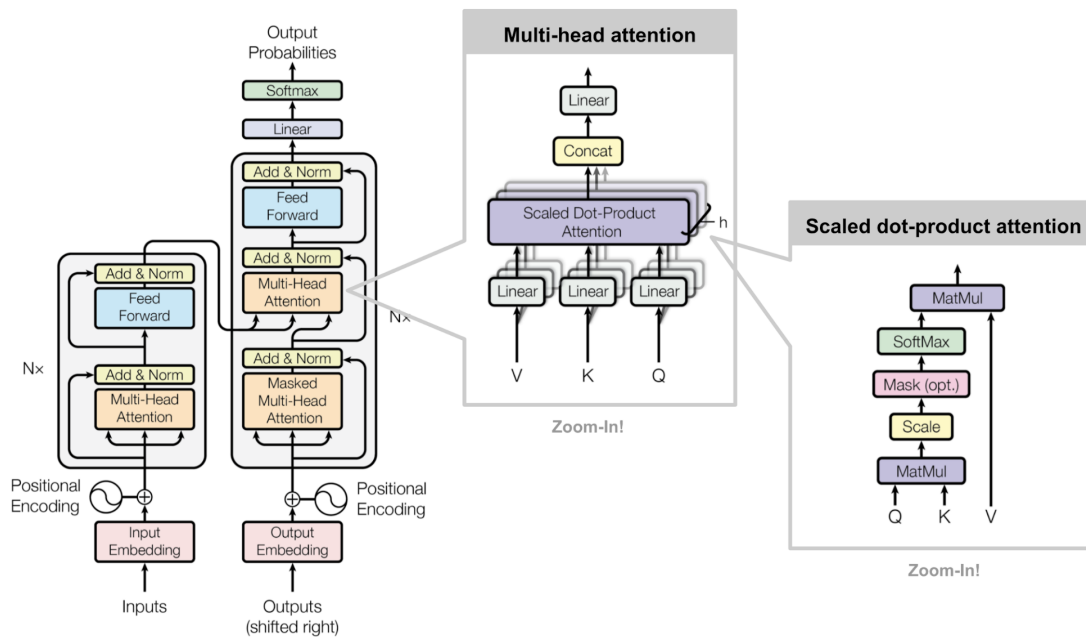 Output
Probabilities
Softmax
Linear
Add & Norm
Feed
Forward
Add & Norm
Multi-Head
Attention
Add & Norm
Masked
Multi-Head
Attention
Nx
Positional
Encoding
Output
Embedding
Outputs
(shifted right)
Add & Norm
Feed
Forward
Add & Norm
Multi-Head
Attention
Nx
Positional
Encoding
Input
Embedding
Inputs
Multi-head attention
Linear
Concat
Scaled Dot-Product
Attention
h
Linear
Linear
Linear
V
K
Q
Zoom-In!
Scaled dot-product attention
MatMul
SoftMax
Mask (opt.)
Scale
MatMul
Q
K
V
Zoom-In!